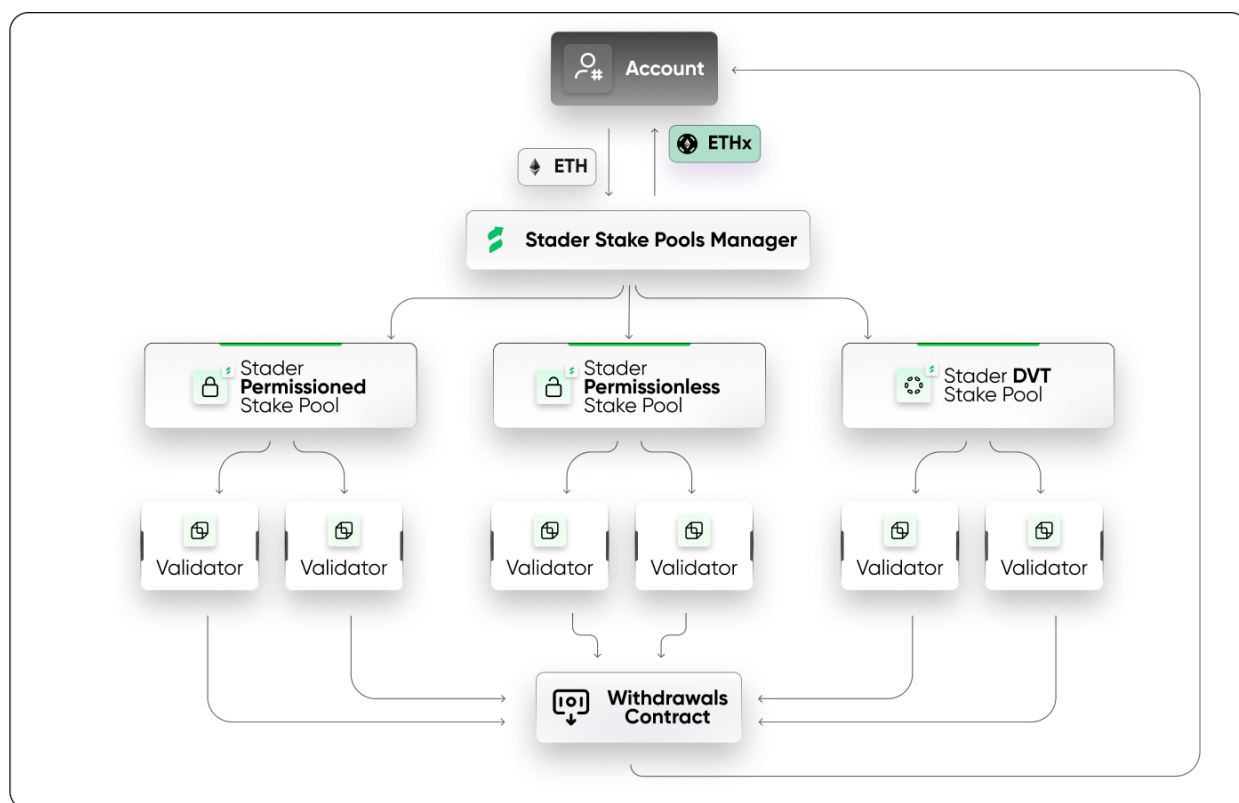 Account
ETHx
ETH
Stader Stake Pools Manager
Stader
Permissioned
Stake Pool
Stader
Permissionless
Stake Pool
Stader DVT
Stake Pool
Validator
Validator
Validator
Validator
Validator
Validator
Withdrawals
Contract